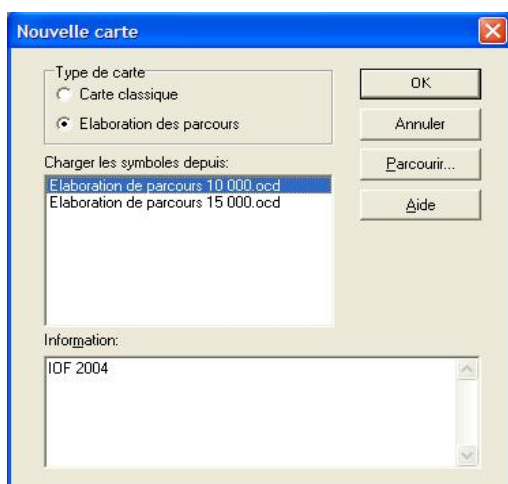 Nouvelle carte
Type de carte
Carte classique
Elaboration des parcours
OK
Annuler
Parcourir...
Aide
Charger les symboles depuis:
Elaboration de parcours 10 000.ocd
Elaboration de parcours 15 000.ocd
Information:
IOF 2004